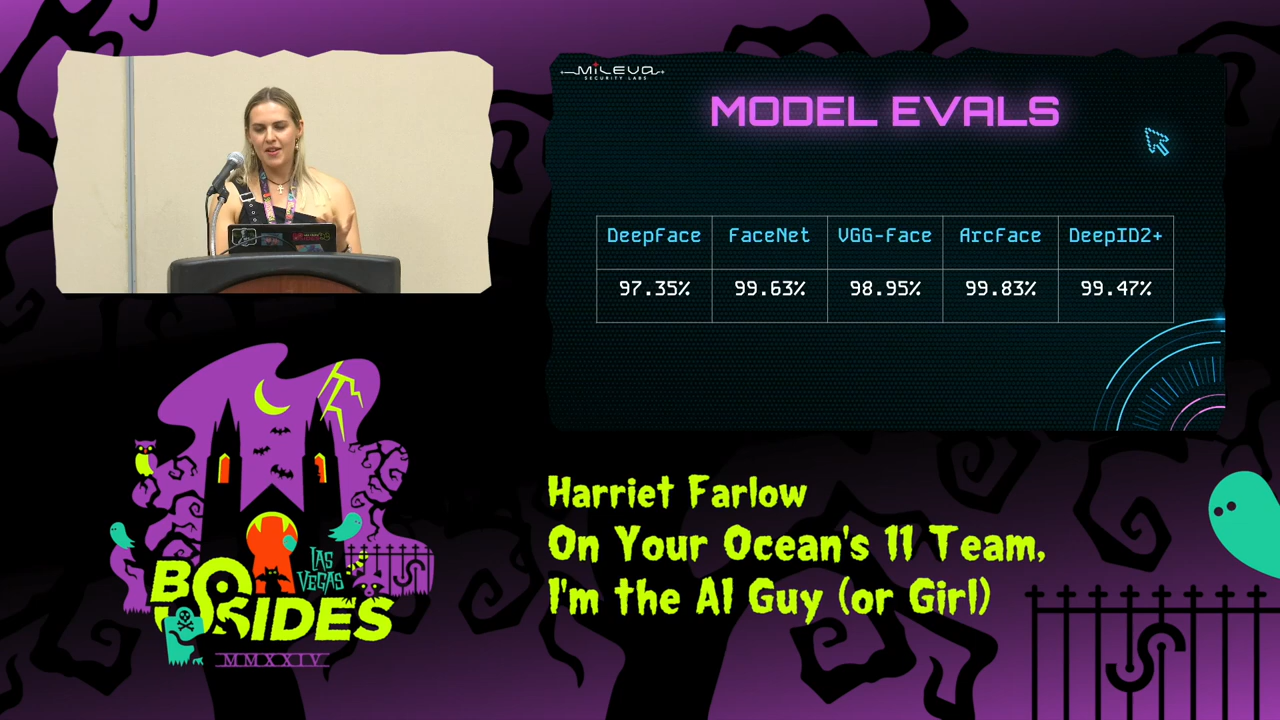 MiLEVA
SECURITY LABS
MODEL EVALS
DeepFace FaceNet VGG-Face ArcFace DeepID2+
97.35% 99.63% 98.95% 99.83% 99.47%
Harriet Farlow
On Your Ocean's 11 Team,
I'm the AI Guy (or Girl)
LAS
VEGAS
BSIDES
MMXXIV